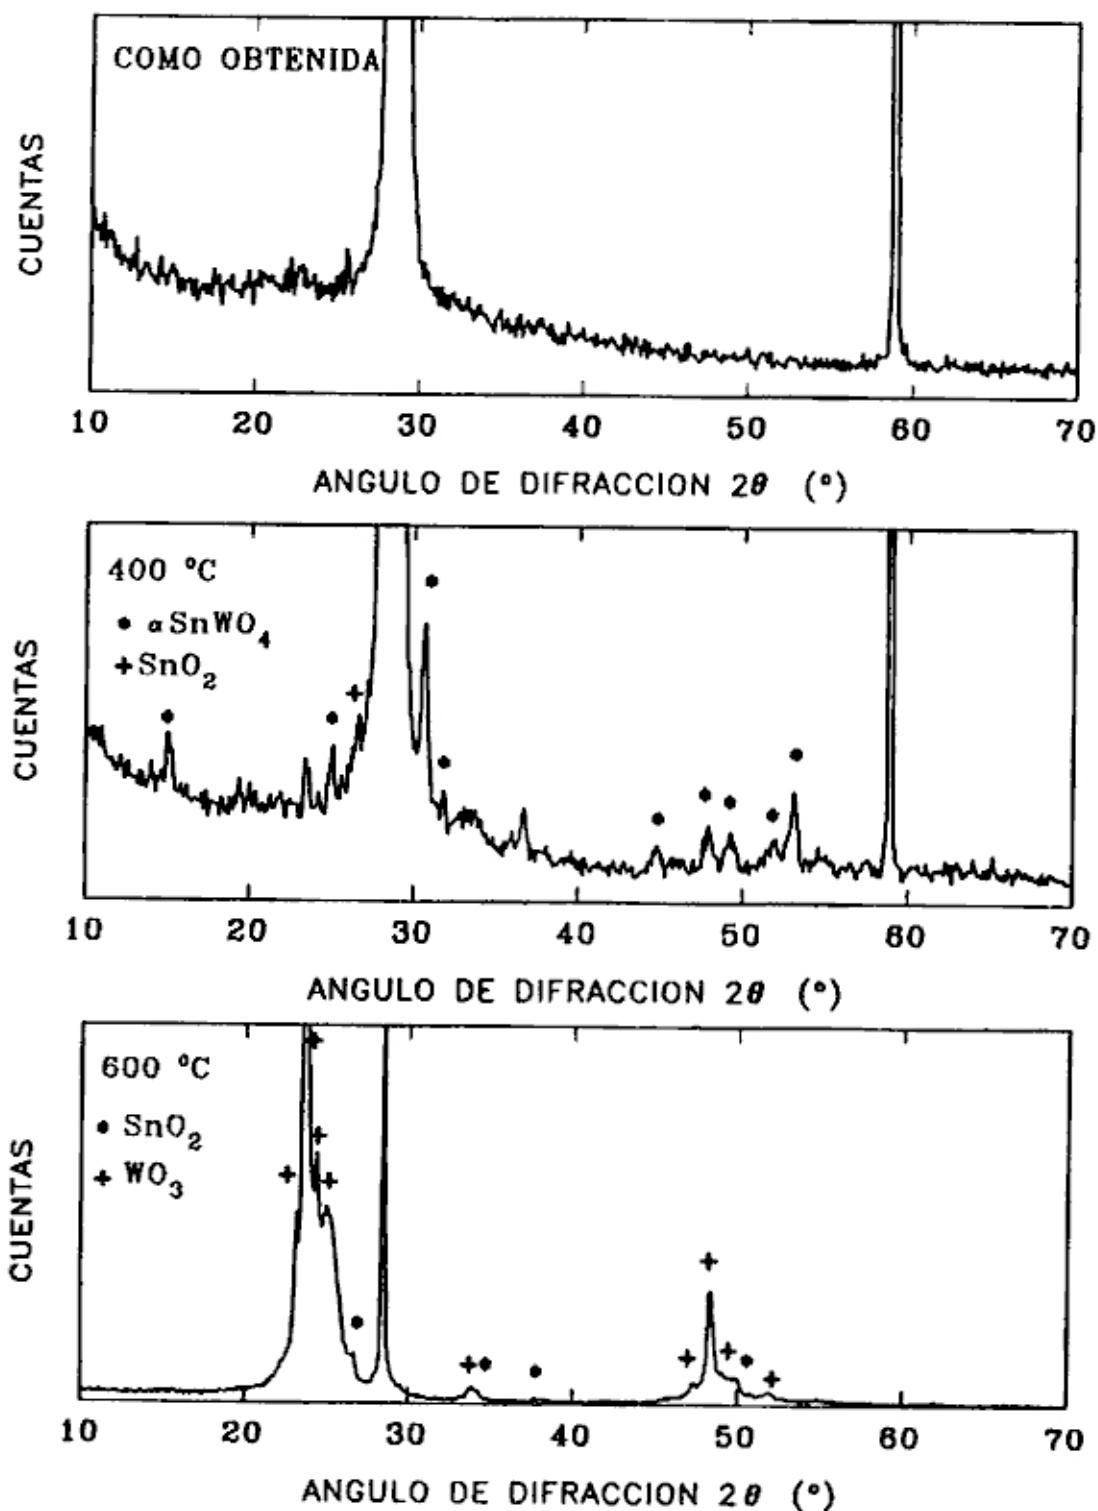 COMO OBTENIDA
CUENTAS
10 20 30 40 50 60 70
ANGULO DE DIFRACCION 2θ (°)
400 °C
• αSnWO₄
+ SnO₂
CUENTAS
10 20 30 40 50 60 70
ANGULO DE DIFRACCION 2θ (°)
600 °C
• SnO₂
+ WO₃
CUENTAS
10 20 30 40 50 60 70
ANGULO DE DIFRACCION 2θ (°)